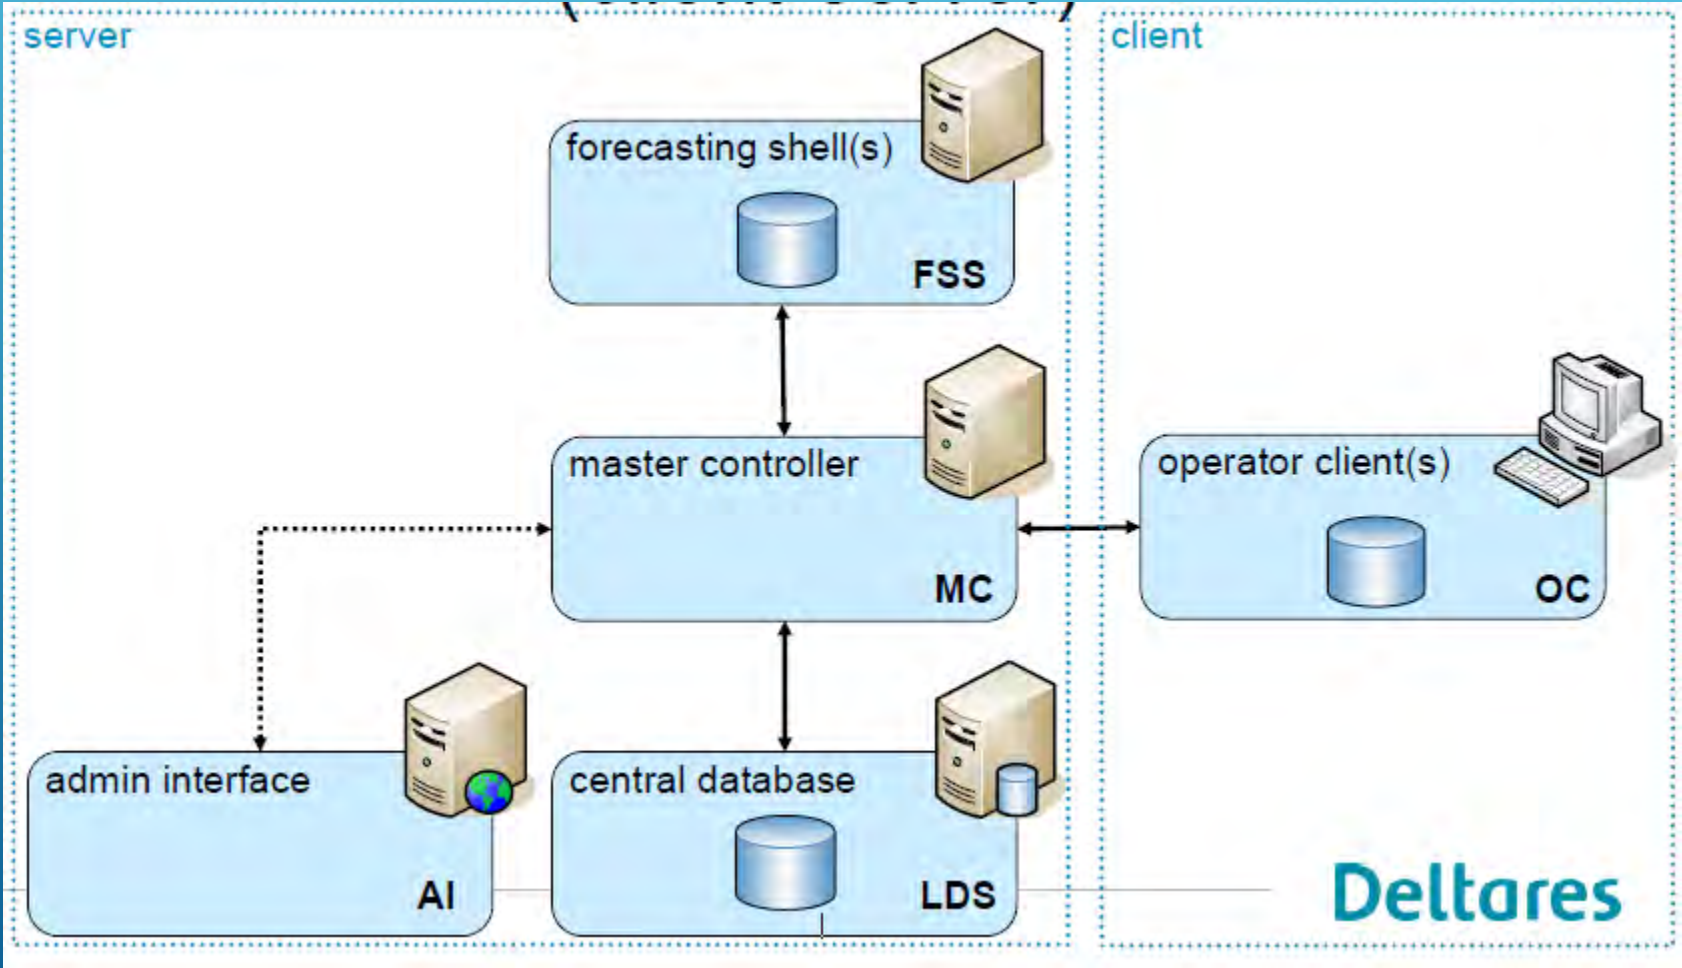 server
client
forecasting shell(s)
FSS
master controller
MC
operator client(s)
OC
admin interface
AI
central database
LDS
Deltares